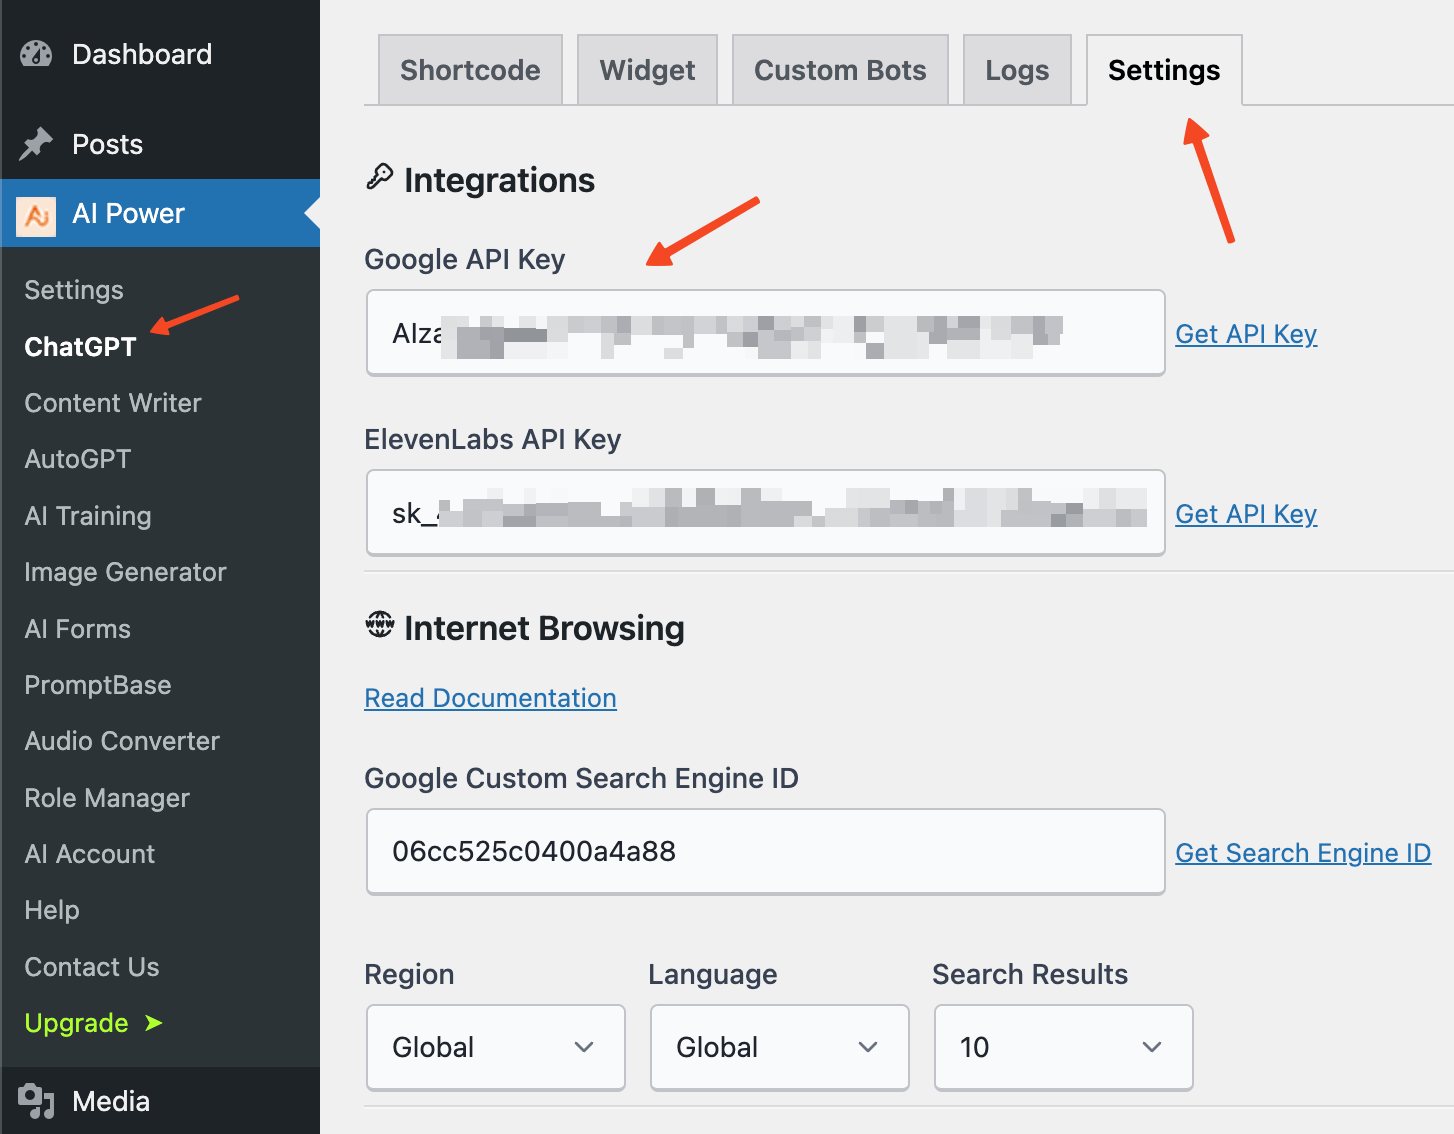 Dashboard
Posts
AI Power
Settings
ChatGPT
Content Writer
AutoGPT
AI Training
Image Generator
AI Forms
PromptBase
Audio Converter
Role Manager
AI Account
Help
Contact Us
Upgrade ➤
Media
Shortcode Widget Custom Bots Logs Settings
Integrations
Google API Key
AIza
Get API Key
ElevenLabs API Key
sk_
Get API Key
Internet Browsing
Read Documentation
Google Custom Search Engine ID
06cc525c0400a4a88
Get Search Engine ID
Region Language Search Results
Global Global 10